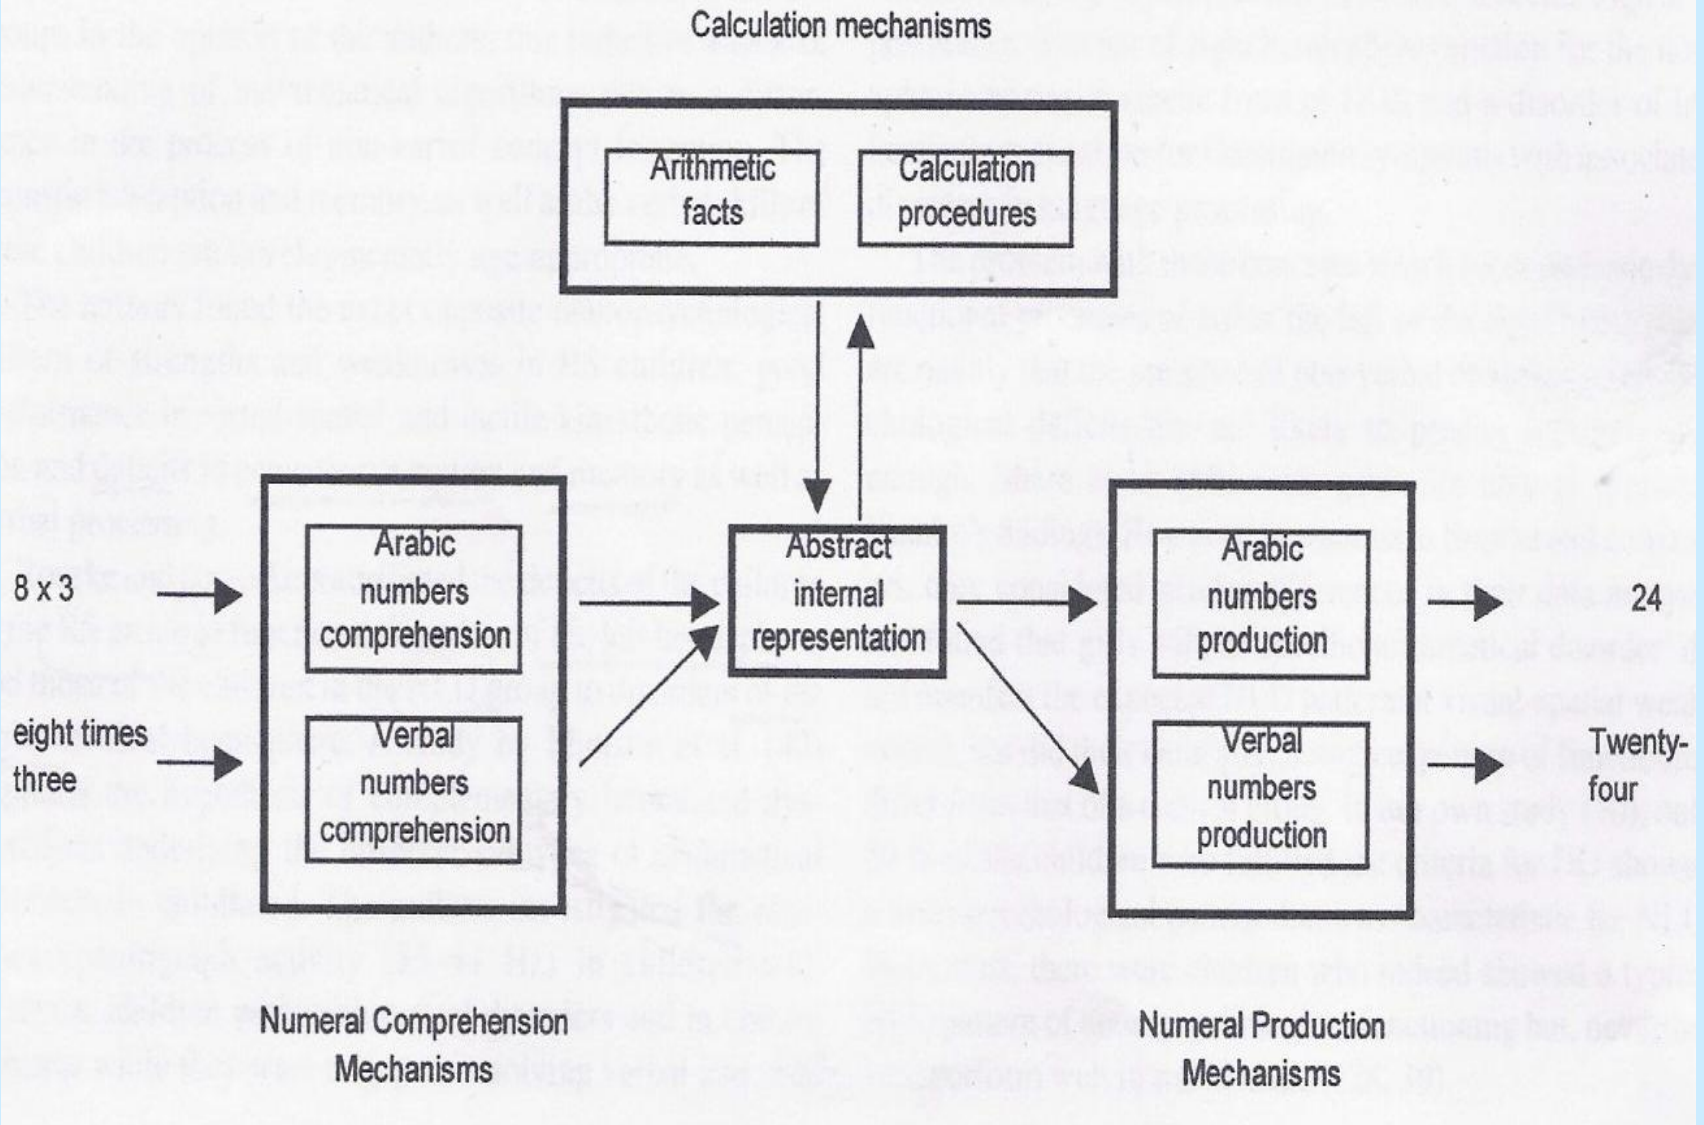 Calculation mechanisms
Arithmetic
facts
Calculation
procedures
8 x 3
eight times
three
Arabic
numbers
comprehension
Verbal
numbers
comprehension
Abstract
internal
representation
Arabic
numbers
production
Verbal
numbers
production
24
Twenty-
four
Numeral Comprehension
Mechanisms
Numeral Production
Mechanisms